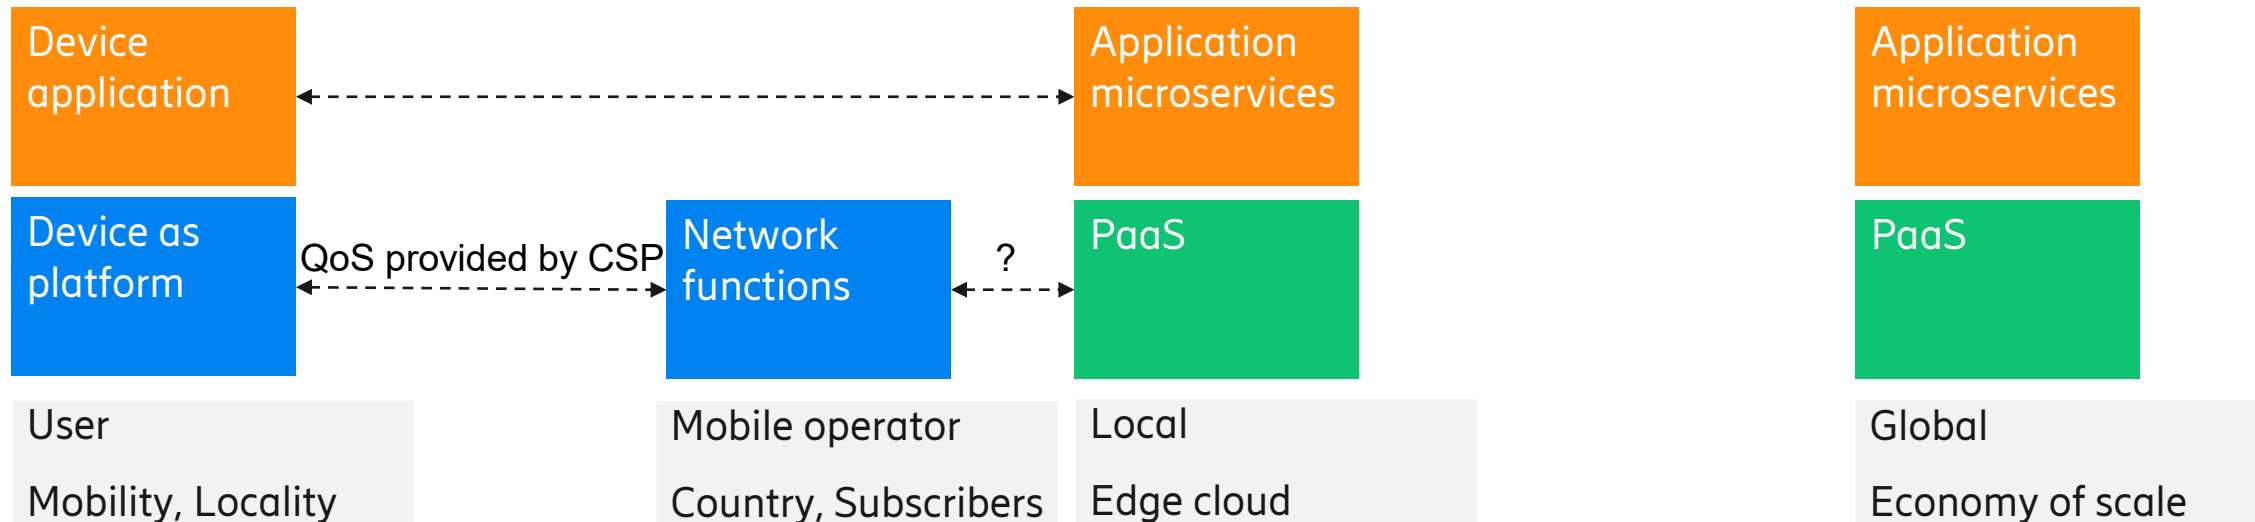 Device
application
Application
microservices
Application
microservices
Device as
platform
QoS provided by CSP
Network
functions
?
PaaS
PaaS
User
Mobility, Locality
Mobile operator
Country, Subscribers
Local
Edge cloud
Global
Economy of scale